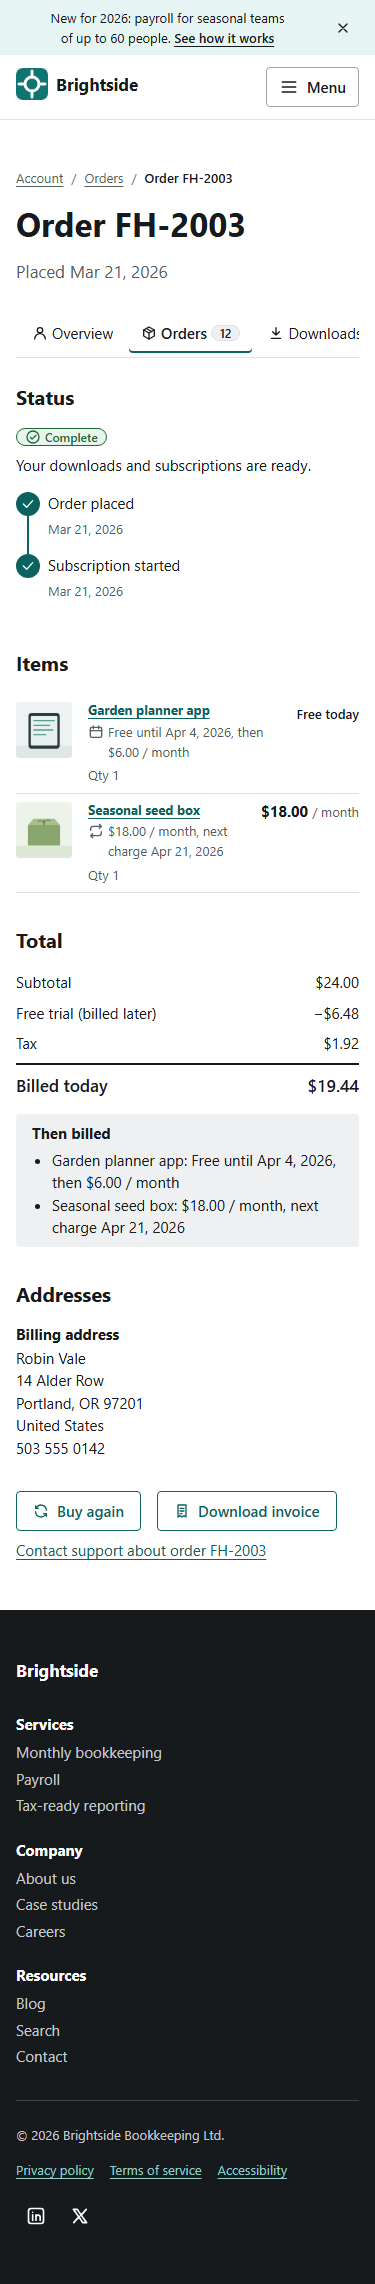 New for 2026: payroll for seasonal teams
of up to 60 people. See how it works
Brightside
Menu
Account / Orders / Order FH-2003
Order FH-2003
Placed Mar 21, 2026
Overview
Orders 12
Downloads
Status
Complete
Your downloads and subscriptions are ready.
Order placed
Mar 21, 2026
Subscription started
Mar 21, 2026
Items
Garden planner app
Free today
Free until Apr 4, 2026, then
$6.00 / month
Qty 1
Seasonal seed box
$18.00 / month
$18.00 / month, next
charge Apr 21, 2026
Qty 1
Total
Subtotal $24.00
Free trial (billed later) −$6.48
Tax $1.92
Billed today $19.44
Then billed
• Garden planner app: Free until Apr 4, 2026,
then $6.00 / month
• Seasonal seed box: $18.00 / month, next
charge Apr 21, 2026
Addresses
Billing address
Robin Vale
14 Alder Row
Portland, OR 97201
United States
503 555 0142
Buy again
Download invoice
Contact support about order FH-2003
Brightside
Services
Monthly bookkeeping
Payroll
Tax-ready reporting
Company
About us
Case studies
Careers
Resources
Blog
Search
Contact
© 2026 Brightside Bookkeeping Ltd.
Privacy policy Terms of service Accessibility